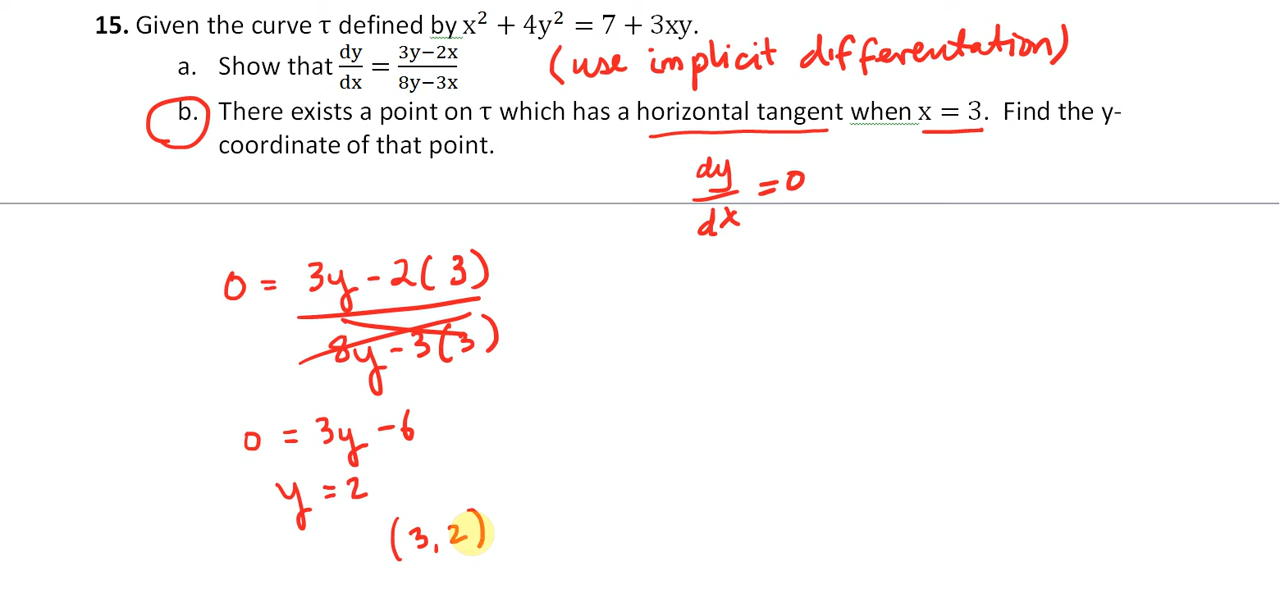 15. Given the curve τ defined by x² + 4y² = 7 + 3xy.
a. Show that dy/dx = (3y−2x)/(8y−3x) (use implicit differentation)
b. There exists a point on τ which has a horizontal tangent when x = 3. Find the y-
coordinate of that point.
dy/dx = 0
0 = (3y - 2(3))/(8y - 3(3))
0 = 3y - 6
y = 2
(3, 2)